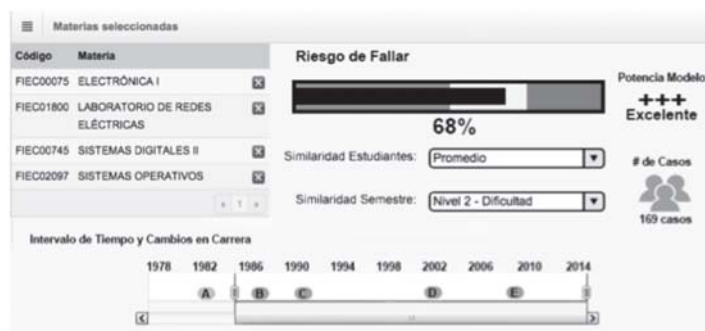 Materias seleccionadas
Código Materia
FIEC00075 ELECTRÓNICA I
FIEC01800 LABORATORIO DE REDES
ELÉCTRICAS
FIEC00745 SISTEMAS DIGITALES II
FIEC02097 SISTEMAS OPERATIVOS
1
Riesgo de Fallar
68%
Similaridad Estudiantes: Promedio
Similaridad Semestre: Nivel 2 - Dificultad
Potencia Modelo
+++
Excelente
# de Casos
169 casos
Intervalo de Tiempo y Cambios en Carrera
1978 1982 1986 1990 1994 1998 2002 2006 2010 2014
A B C D E